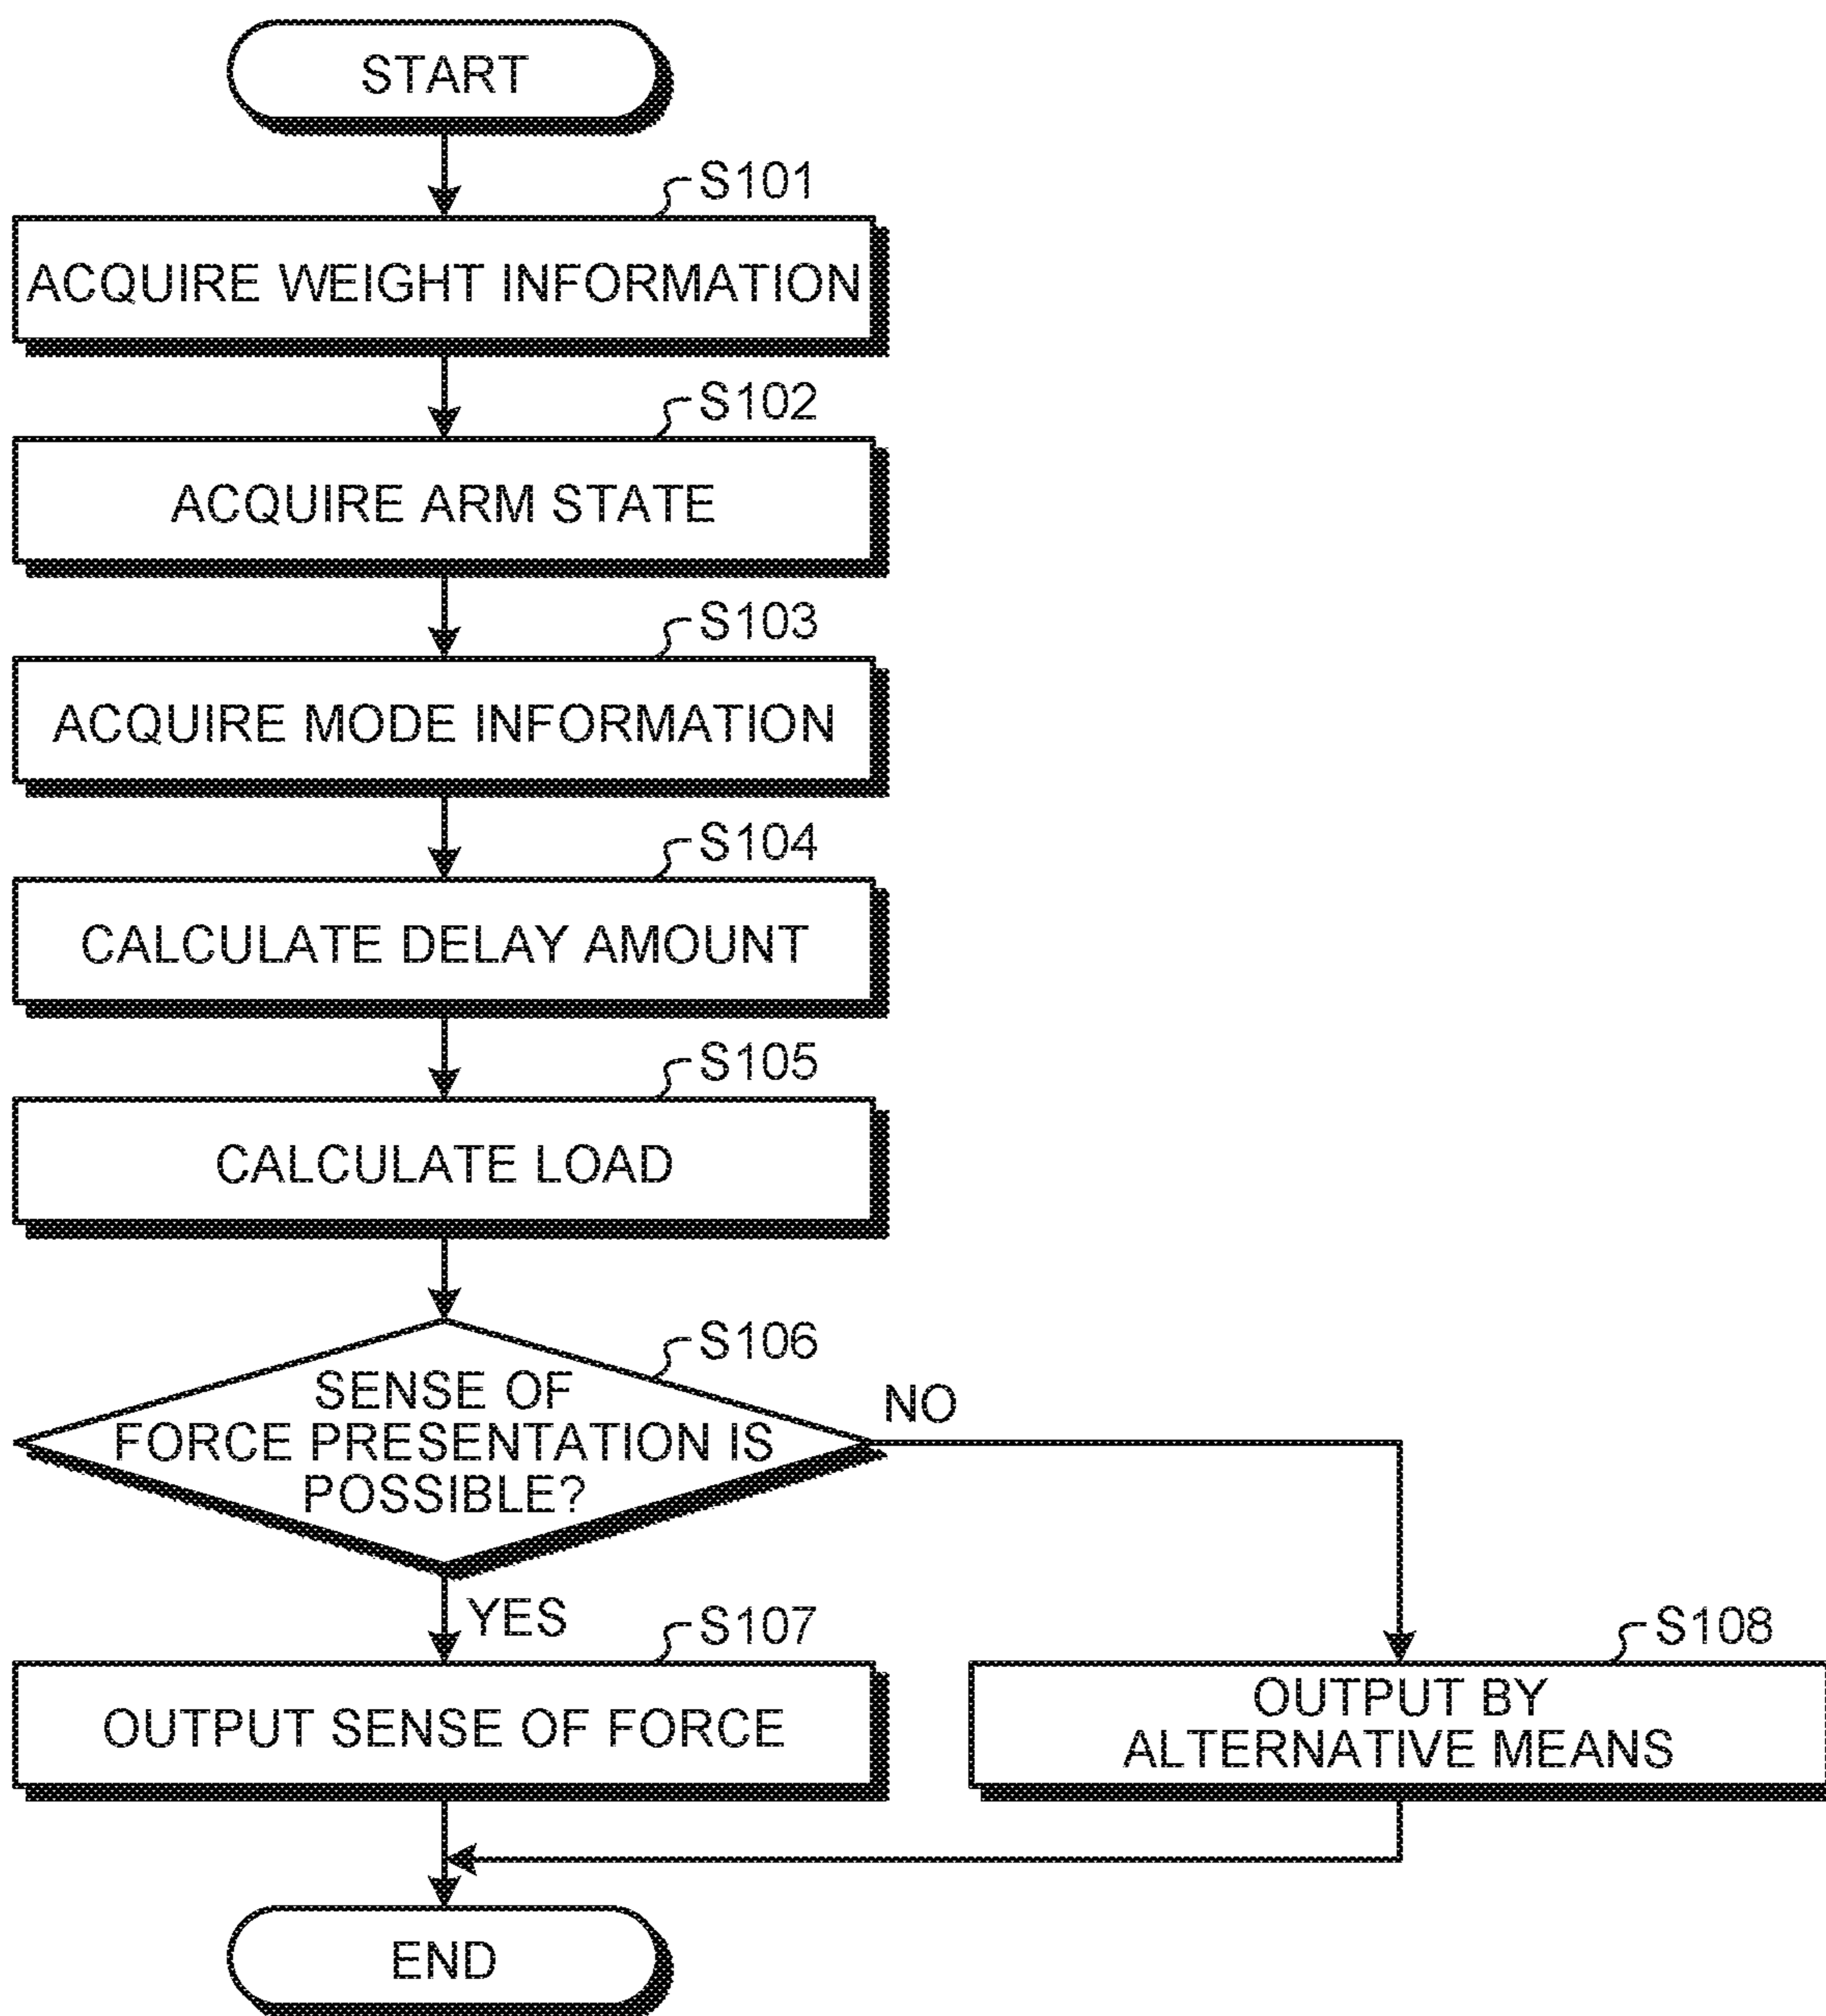 START
S101
ACQUIRE WEIGHT INFORMATION
S102
ACQUIRE ARM STATE
S103
ACQUIRE MODE INFORMATION
S104
CALCULATE DELAY AMOUNT
S105
CALCULATE LOAD
S106
SENSE OF
FORCE PRESENTATION IS
POSSIBLE?
NO
YES
S107
OUTPUT SENSE OF FORCE
S108
OUTPUT BY
ALTERNATIVE MEANS
END